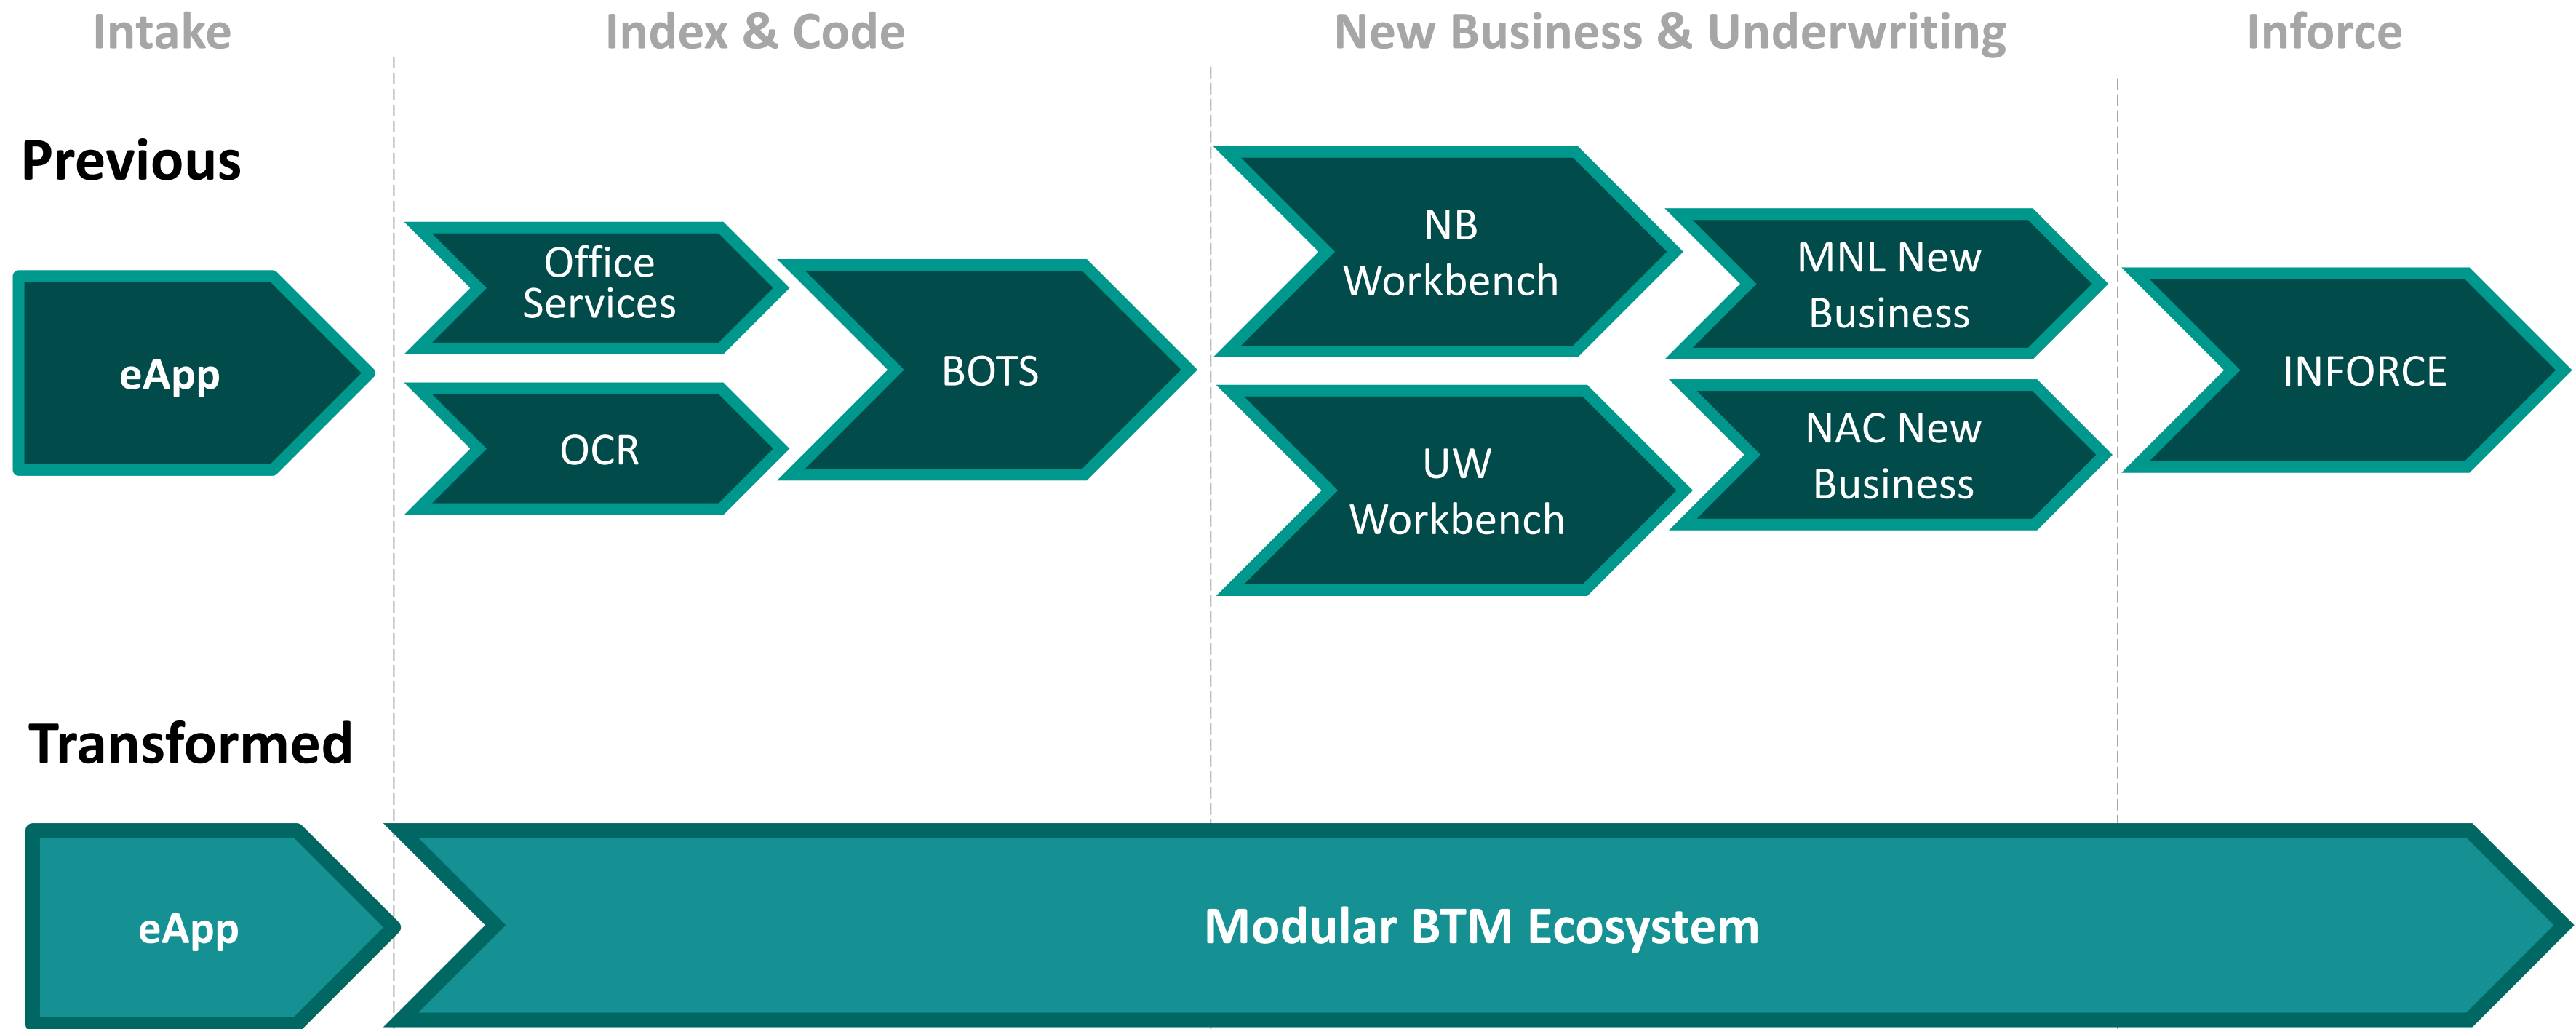 Intake
Index & Code
New Business & Underwriting
Inforce
Previous
eApp
Office
Services
OCR
BOTS
NB
Workbench
UW
Workbench
MNL New
Business
NAC New
Business
INFORCE
Transformed
eApp
Modular BTM Ecosystem